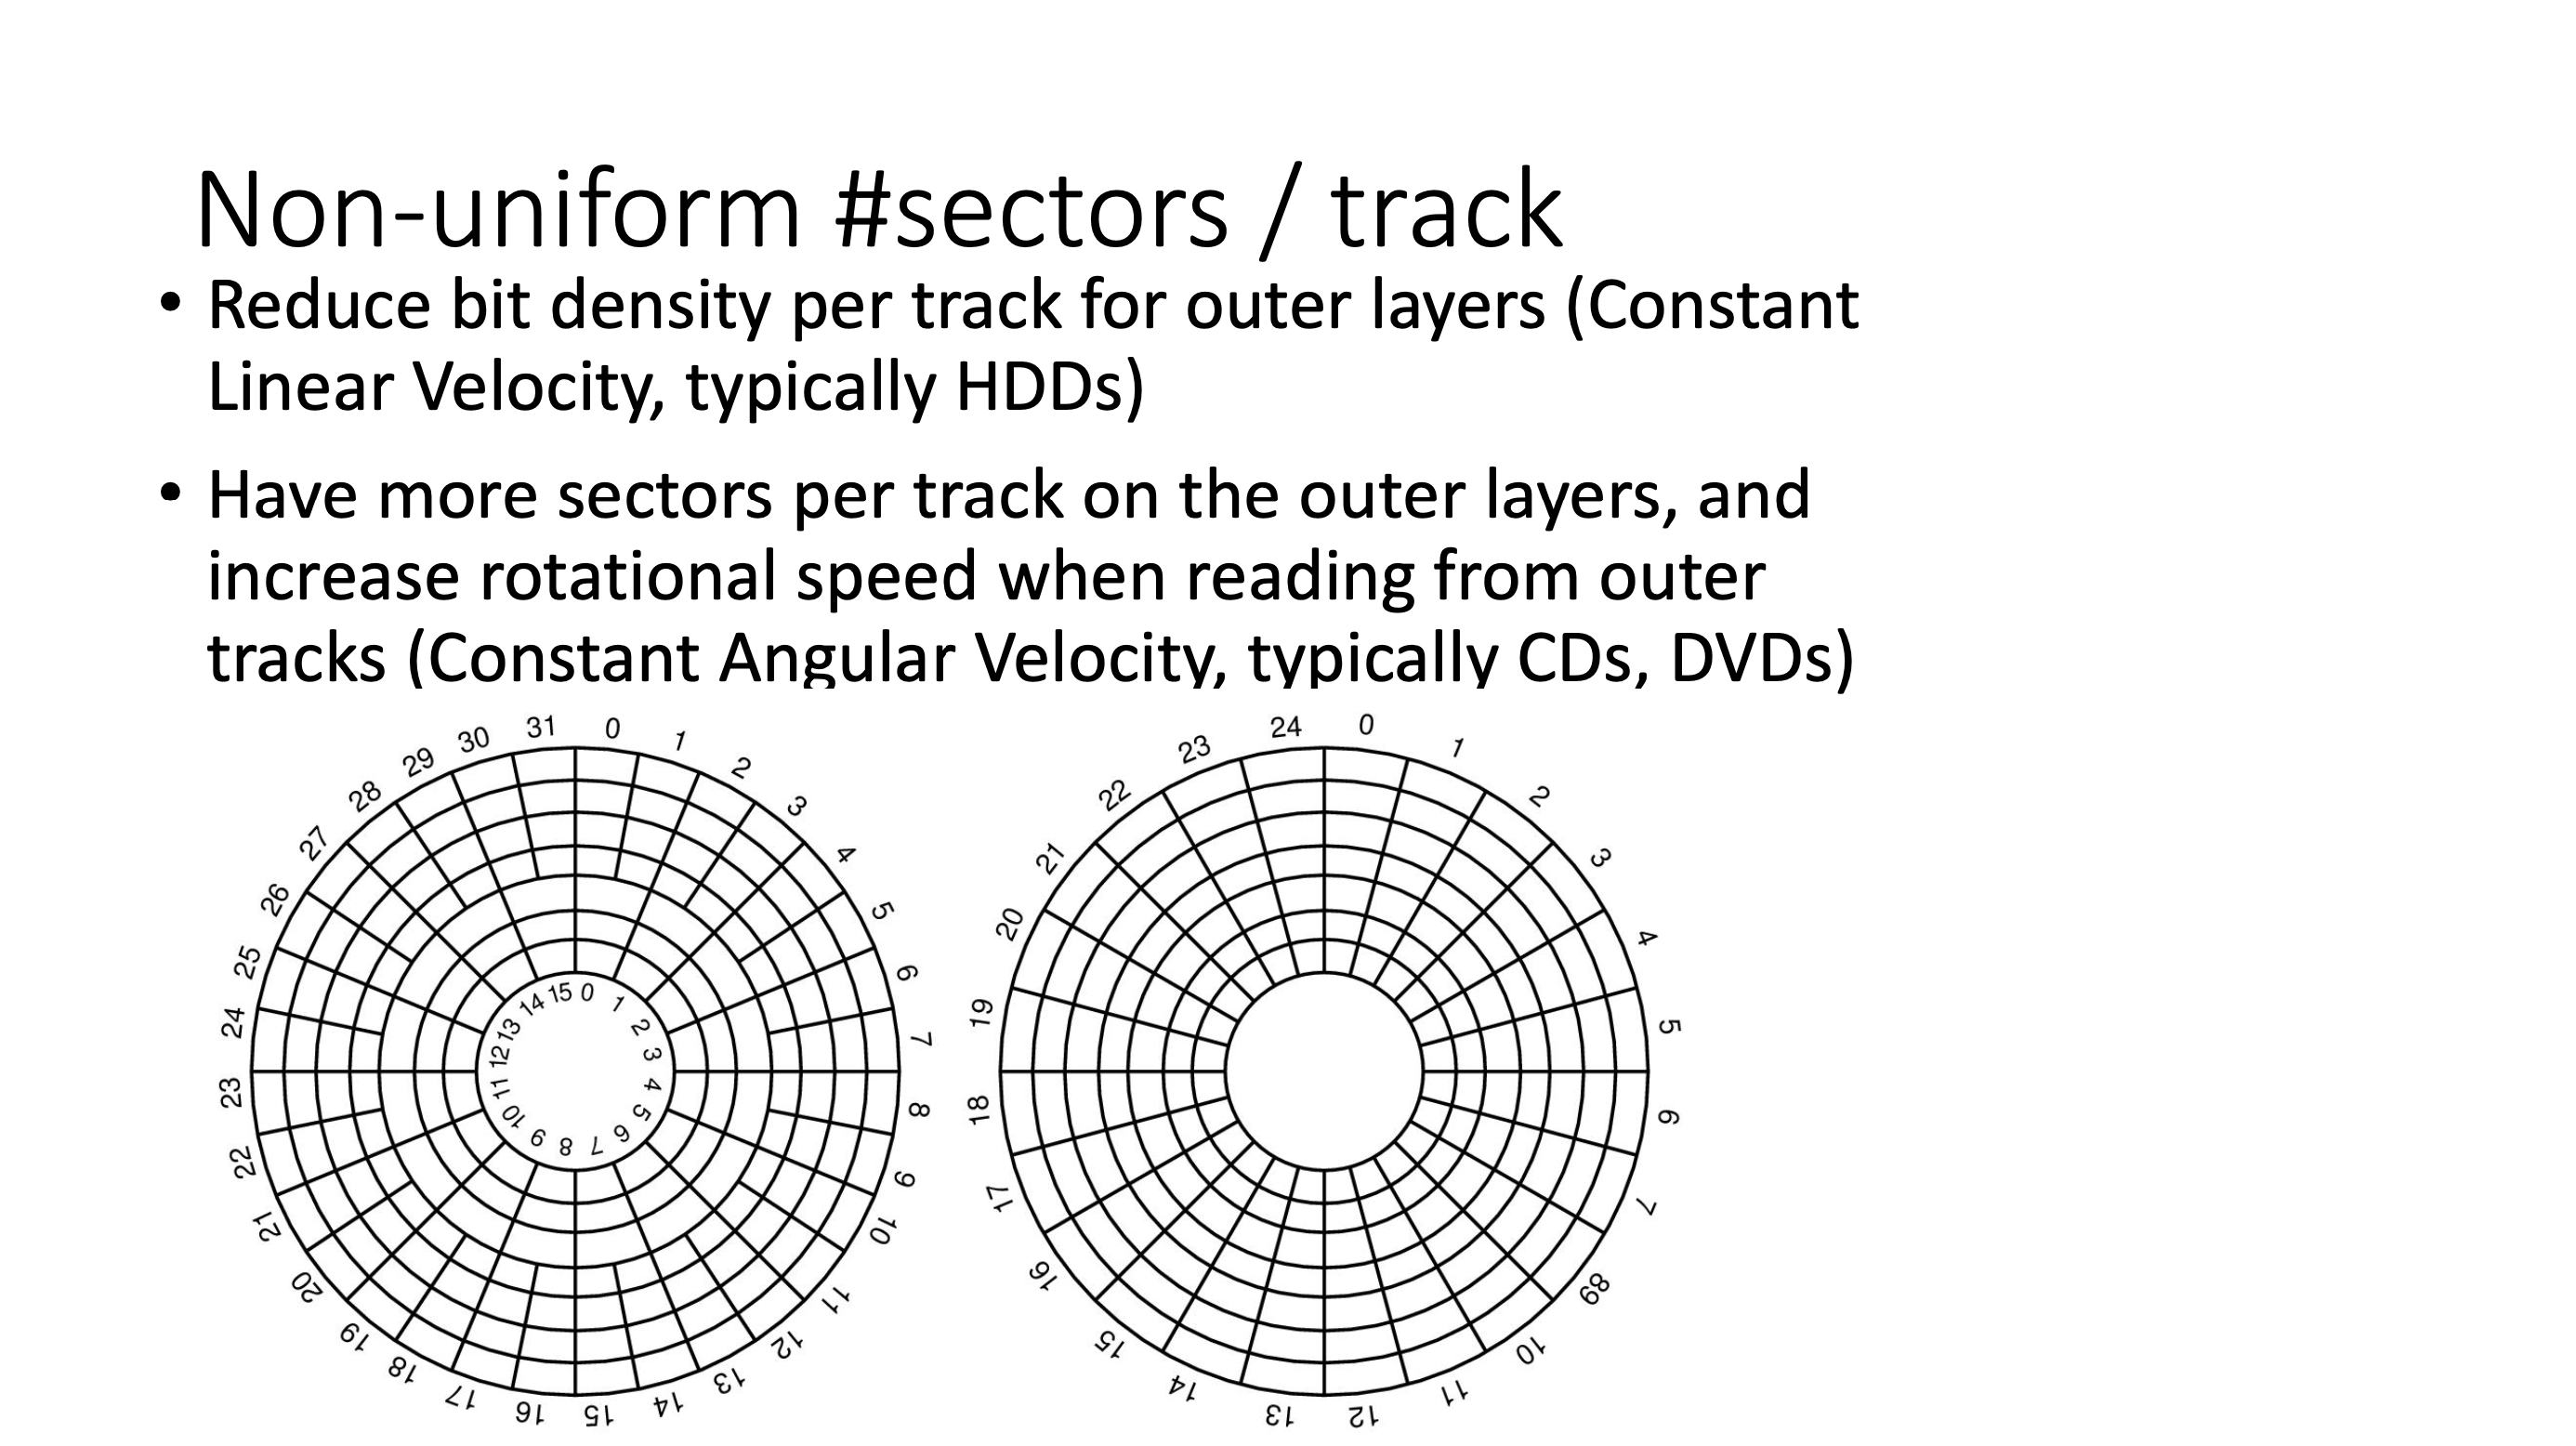 Non-uniform #sectors / track
• Reduce bit density per track for outer layers (Constant
Linear Velocity, typically HDDs)
• Have more sectors per track on the outer layers, and
increase rotational speed when reading from outer
tracks (Constant Angular Velocity, typically CDs, DVDs)
0 1 2 3 4 5 6 7 8 9 10 11 12 13 14 15 16 17 18 19 20 21 22 23 24 25 26 27 28 29 30 31
0 1 2 3 4 5 6 7 8 9 10 11 12 13 14 15
0 1 2 3 4 5 6 7 89 10 11 12 13 14 15 16 17 18 19 20 21 22 23 24